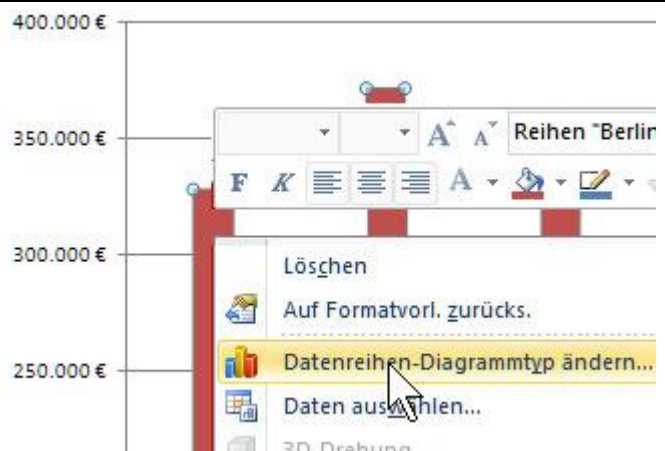 400.000 €
350.000 €
Reihen "Berlin
F K A
300.000 €
Löschen
Auf Formatvorl. zurücks.
250.000 €
Datenreihen-Diagrammtyp ändern...
Daten auswählen...
3D-Drehung